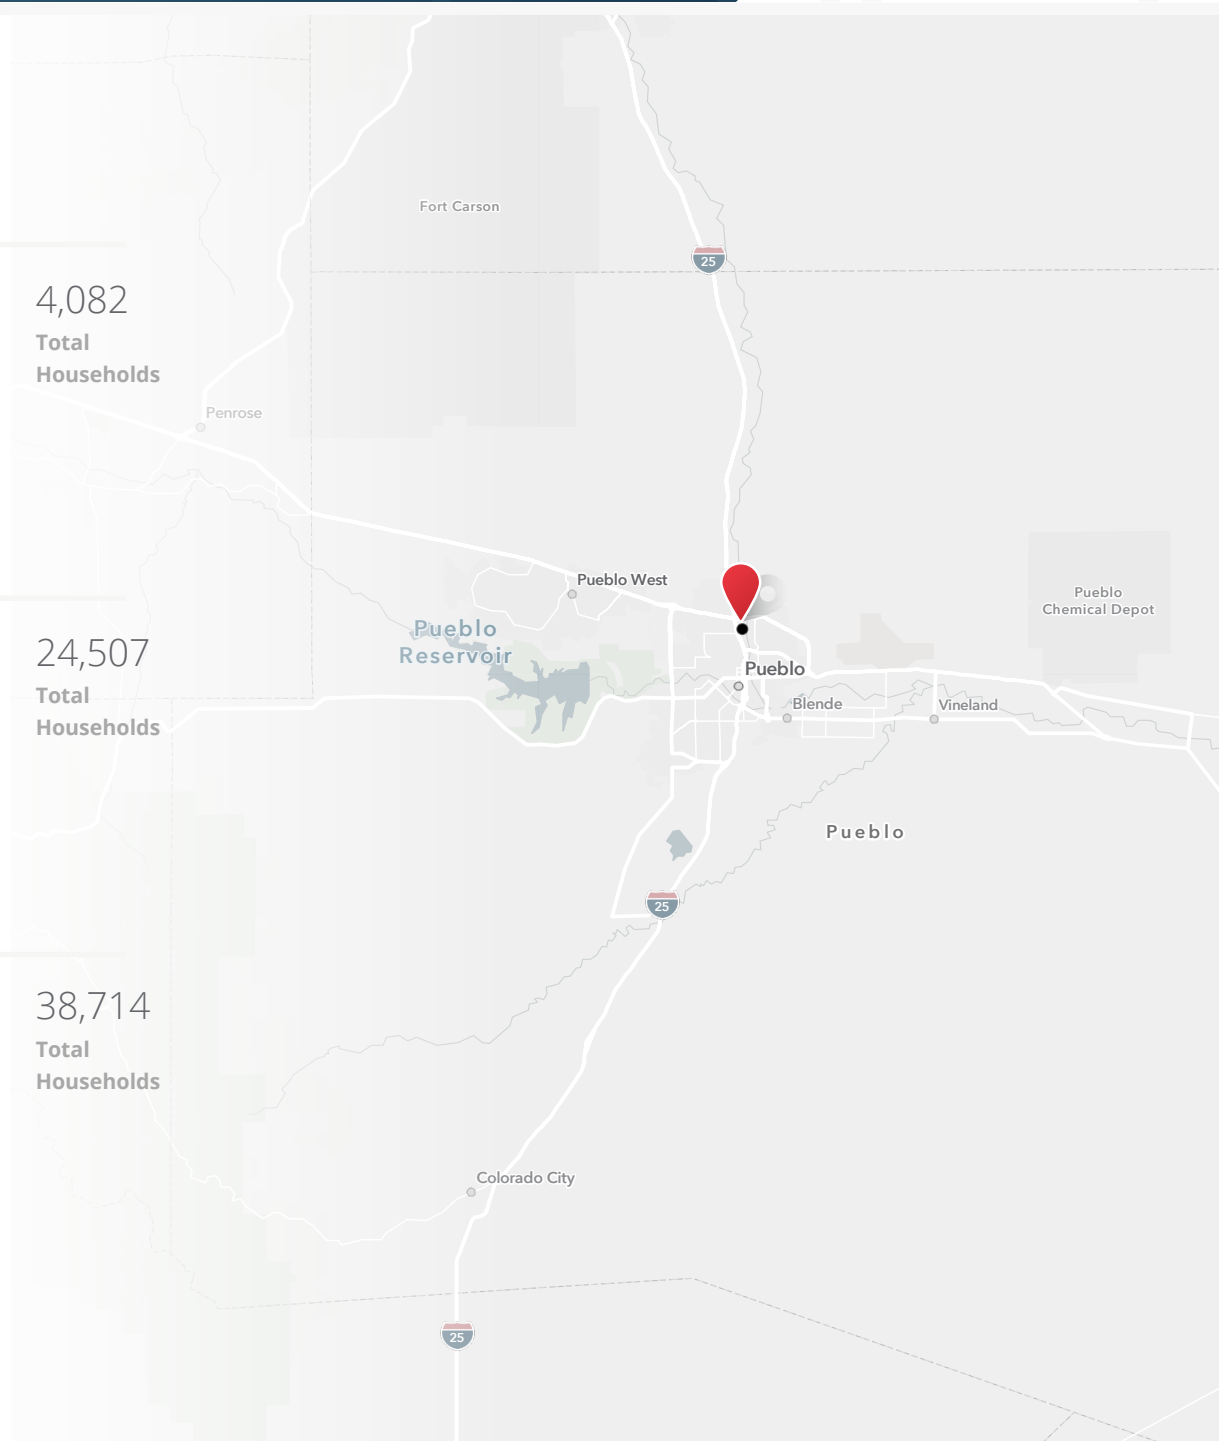 Fort Carson
25
4,082
Total
Households
Penrose
Pueblo West
Pueblo
Chemical Depot
Pueblo
Reservoir
24,507
Total
Households
Pueblo
Blende
Vineland
Pueblo
25
38,714
Total
Households
Colorado City
25